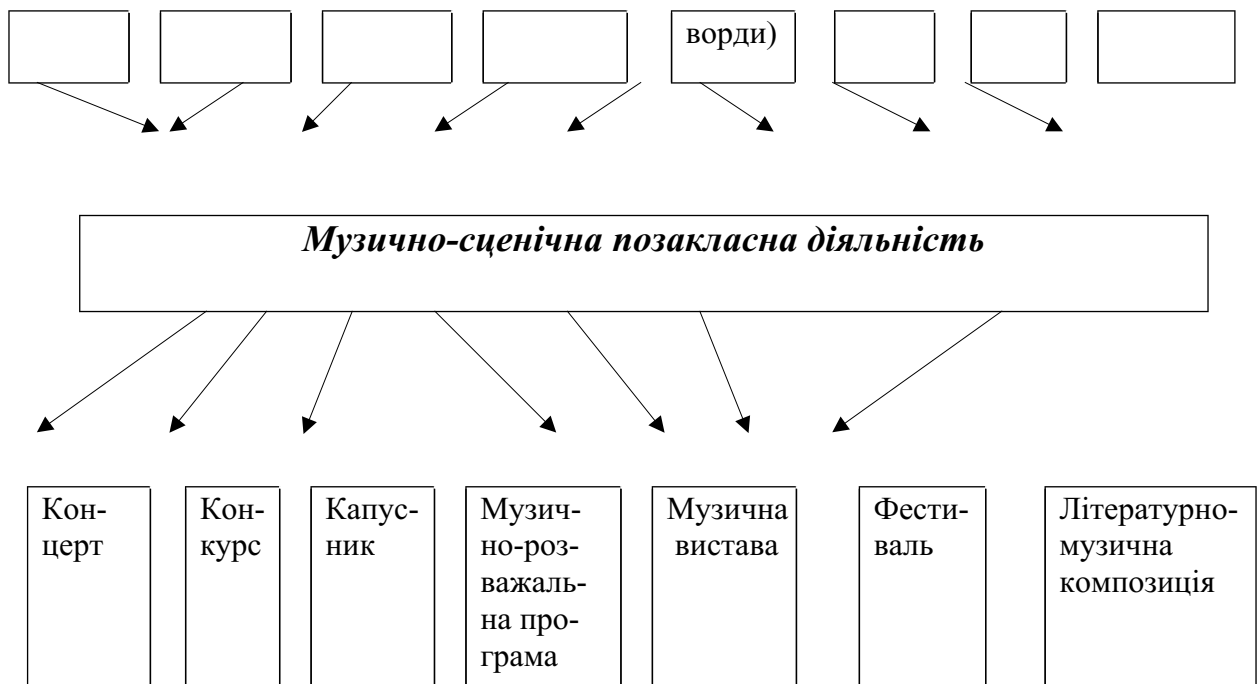 ворди)
Музично-сценічна позакласна діяльність
Кон-
церт
Кон-
курс
Капус-
ник
Музич-
но-роз-
важаль-
на про-
грама
Музична
вистава
Фести-
валь
Літературно-
музична
композиція